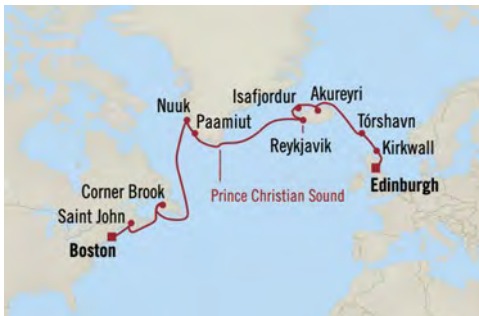 Isafjordur
Akureyri
Nuuk
Paamiut
Tórshavn
Reykjavik
Kirkwall
Edinburgh
Prince Christian Sound
Corner Brook
Saint John
Boston